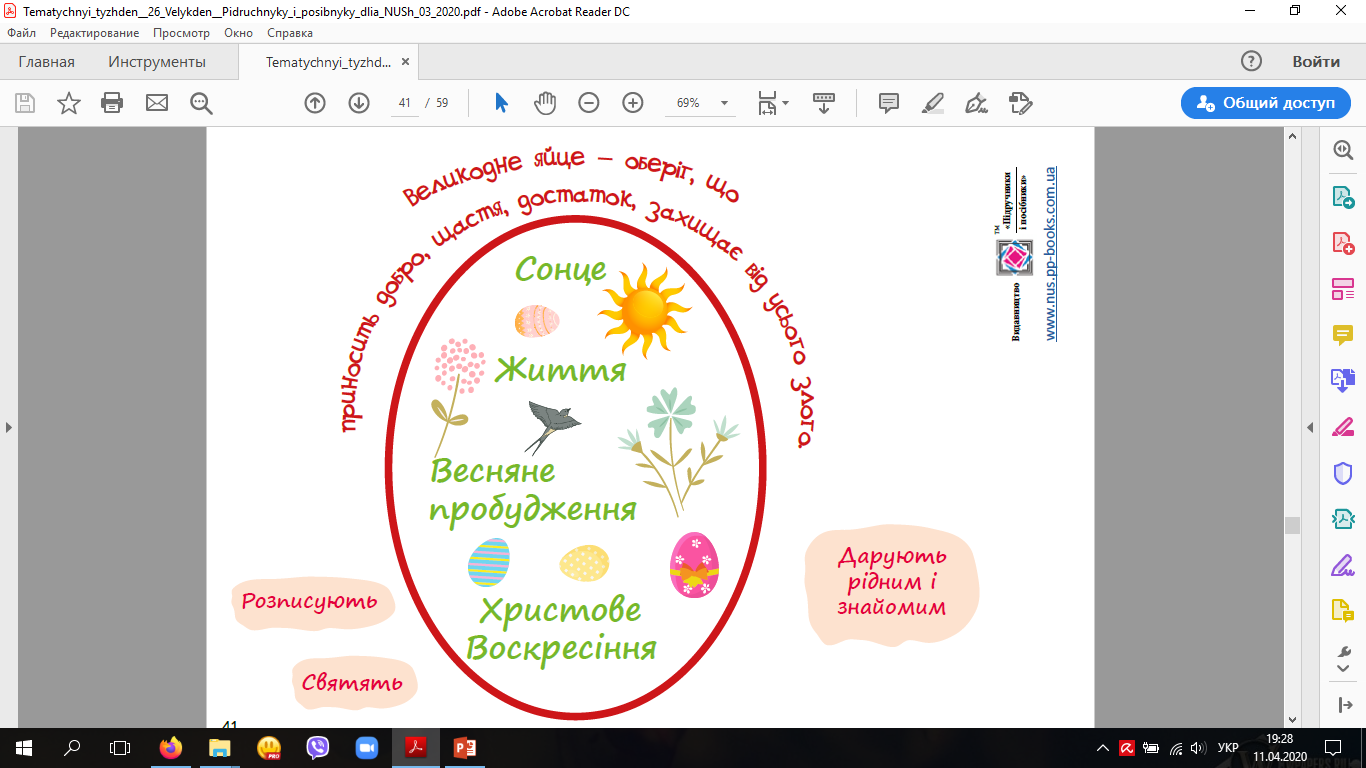 Tematychnyi_tyzhden__26_Velykden__Pidruchnyky_i_posibnyky_dlia_NUSh_03_2020.pdf - Adobe Acrobat Reader DC
Файл Редактирование Просмотр Окно Справка
Главная Инструменты Tematychnyi_tyzhd... ×
Войти
41 / 59 69% Общий доступ
Великодне яйце – оберіг, що
приносить добро, щастя, достаток, захищає від усього злого.
Сонце
Життя
Весняне
пробудження
Христове
Воскресіння
Розписують
Святять
Дарують
рідним і
знайомим
Видавництво
TM
«Підручники
і посібники»
www.nus.pp-books.com.ua
41
PRO
УКР
19:28
11.04.2020